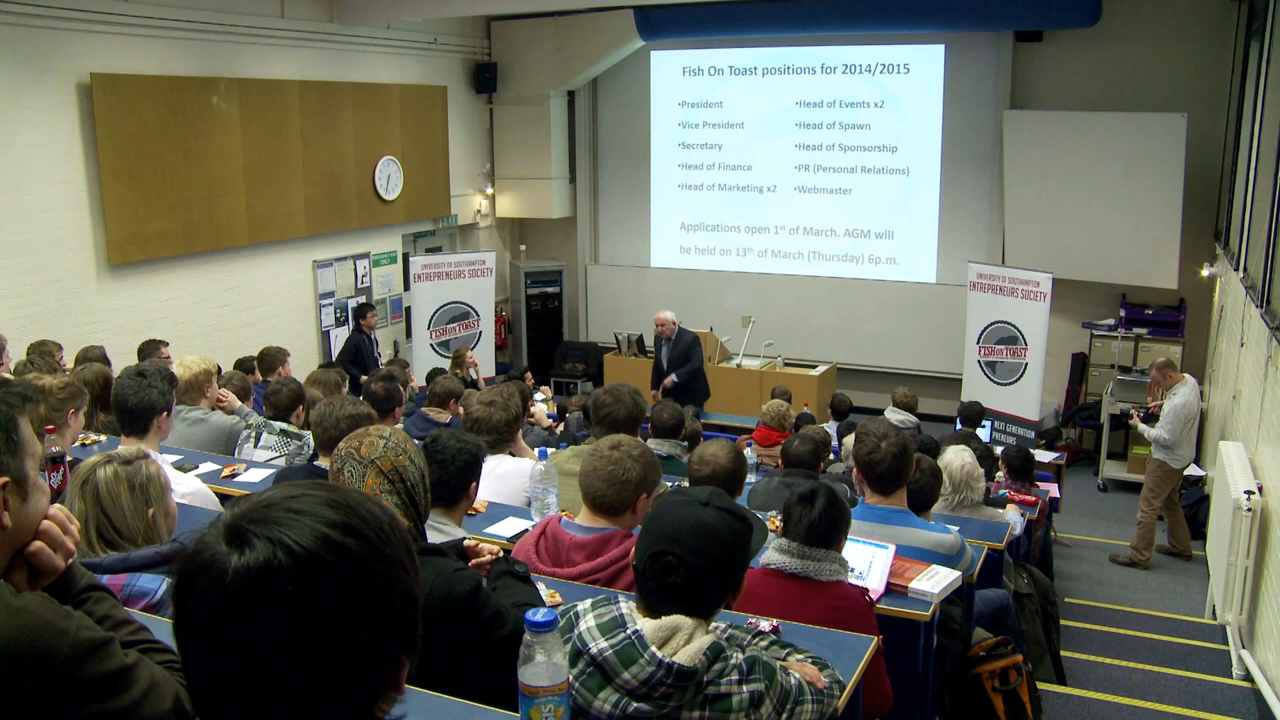 Fish On Toast positions for 2014/2015
•President
•Vice President
•Secretary
•Head of Finance
•Head of Marketing x2
•Head of Events x2
•Head of Spawn
•Head of Sponsorship
•PR (Personal Relations)
•Webmaster
Applications open 1st of March. AGM will
be held on 13th of March (Thursday) 6p.m.
UNIVERSITY OF SOUTHAMPTON
ENTREPRENEURS SOCIETY
FISH ON TOAST
UNIVERSITY OF SOUTHAMPTON
ENTREPRENEURS SOCIETY
FISH ON TOAST
NEXT GENERATION
PRENEURS